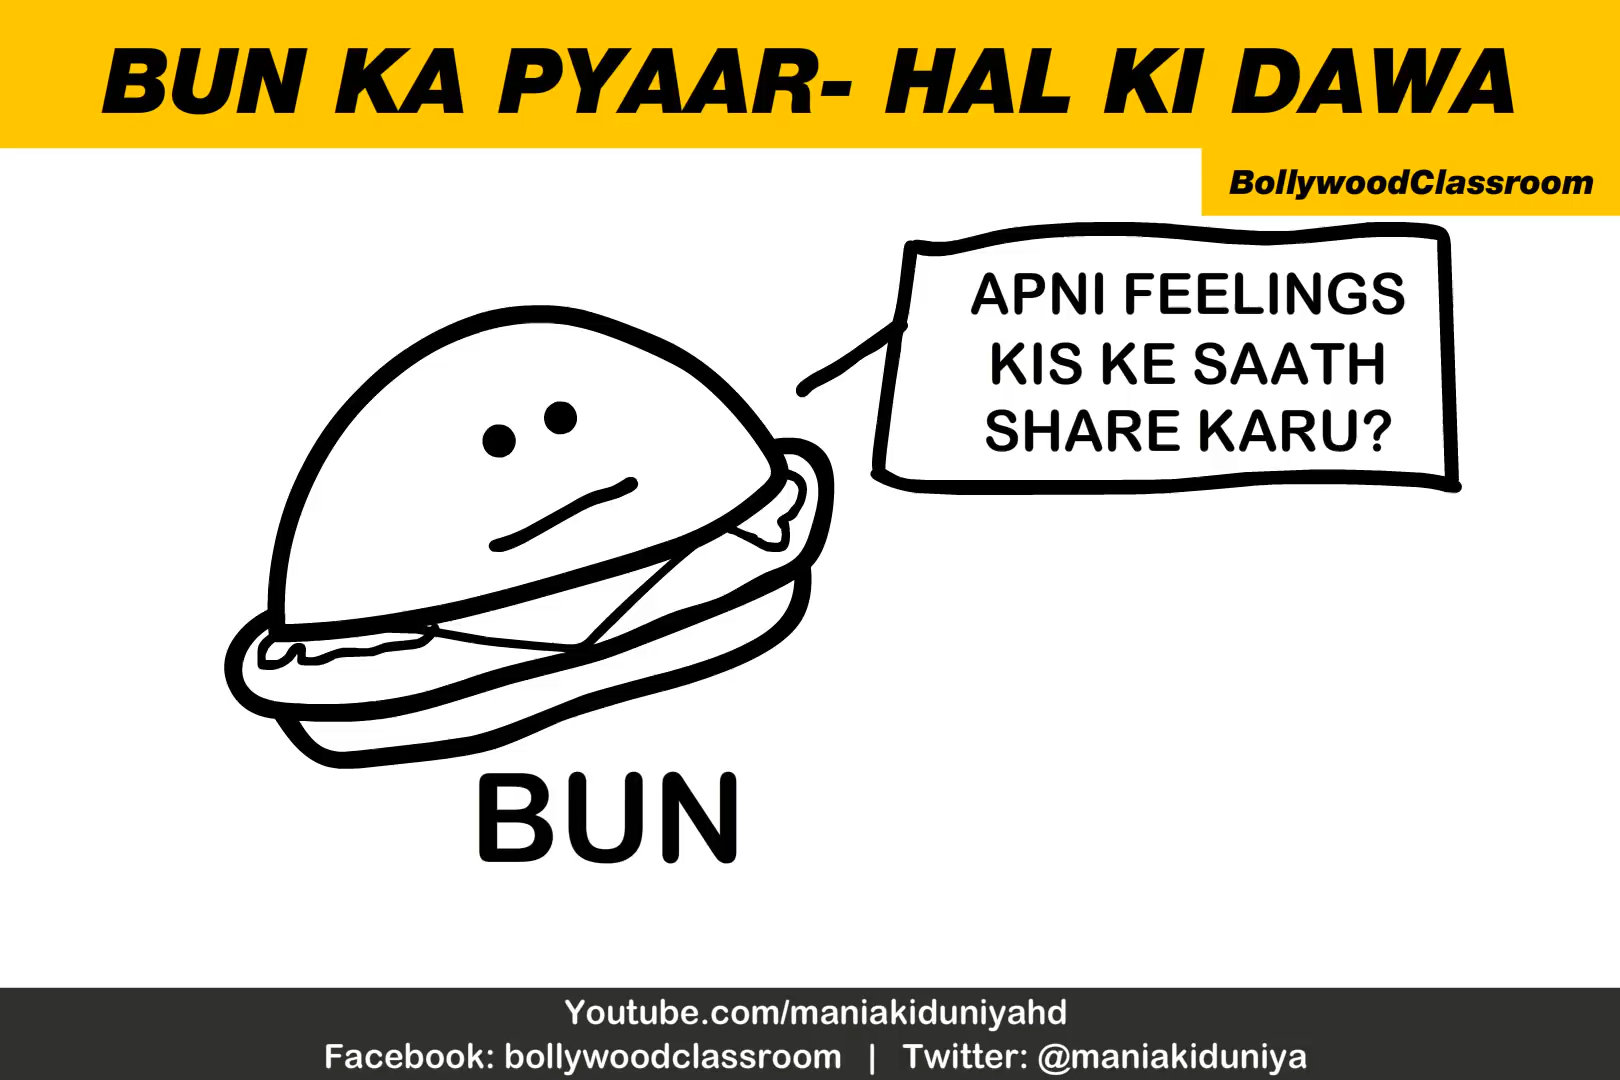 BUN KA PYAAR- HAL KI DAWA
BollywoodClassroom
APNI FEELINGS
KIS KE SAATH
SHARE KARU?
BUN
Youtube.com/maniakiduniyahd
Facebook: bollywoodclassroom | Twitter: @maniakiduniya